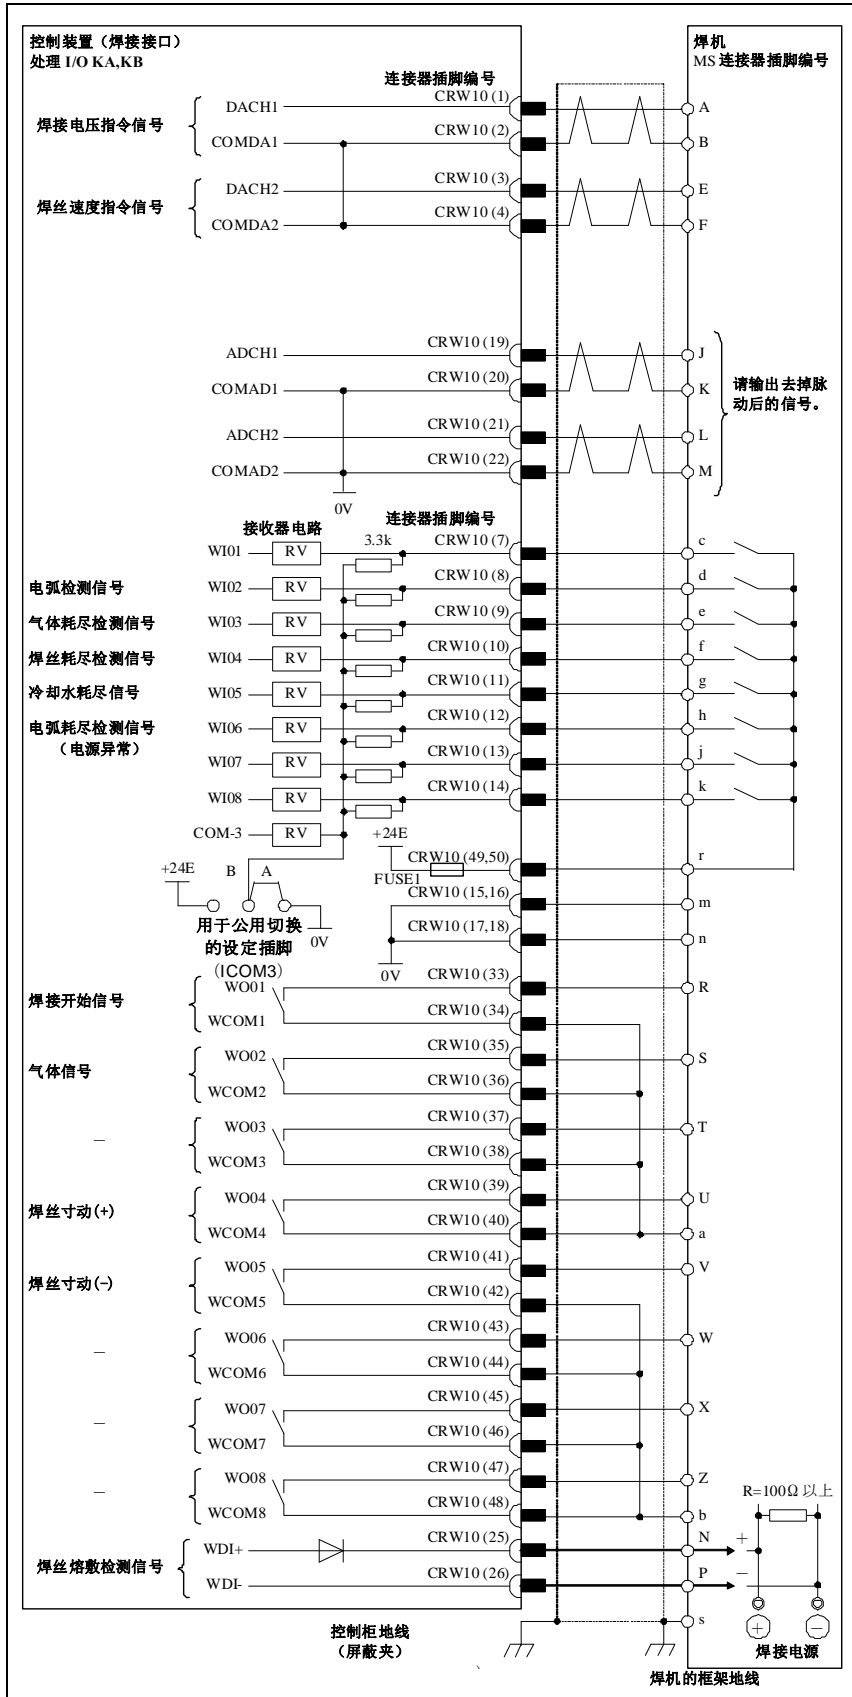 控制装置（焊接接口）
处理 I/O KA,KB
焊机
MS 连接器插脚编号
连接器插脚编号
焊接电压指令信号
DACH1 CRW10 (1) A
COMDA1 CRW10 (2) B
焊丝速度指令信号
DACH2 CRW10 (3) E
COMDA2 CRW10 (4) F
ADCH1 CRW10 (19) J
COMAD1 CRW10 (20) K
ADCH2 CRW10 (21) L
COMAD2 CRW10 (22) M
请输出去掉脉
动后的信号。
0V
接收器电路
3.3k
连接器插脚编号
WI01 RV CRW10 (7) c
电弧检测信号 WI02 RV CRW10 (8) d
气体耗尽检测信号 WI03 RV CRW10 (9) e
焊丝耗尽检测信号 WI04 RV CRW10 (10) f
冷却水耗尽信号 WI05 RV CRW10 (11) g
电弧耗尽检测信号 WI06 RV CRW10 (12) h
（电源异常）
WI07 RV CRW10 (13) j
WI08 RV CRW10 (14) k
COM-3 RV
+24E
FUSE1
CRW10 (49,50) r
+24E B A
0V
用于公用切换
的设定插脚
（ICOM3）
CRW10 (15,16) m
CRW10 (17,18) n
0V
焊接开始信号
WO01 CRW10 (33) R
WCOM1 CRW10 (34)
气体信号
WO02 CRW10 (35) S
WCOM2 CRW10 (36)
—
WO03 CRW10 (37) T
WCOM3 CRW10 (38)
焊丝寸动(+)
WO04 CRW10 (39) U
WCOM4 CRW10 (40) a
焊丝寸动(−)
WO05 CRW10 (41) V
WCOM5 CRW10 (42)
—
WO06 CRW10 (43) W
WCOM6 CRW10 (44)
—
WO07 CRW10 (45) X
WCOM7 CRW10 (46)
—
WO08 CRW10 (47) Z
WCOM8 CRW10 (48) b
R=100Ω 以上
焊丝熔敷检测信号
WDI+ CRW10 (25) N +
WDI- CRW10 (26) P —
s
+ —
焊接电源
控制柜地线
（屏蔽夹）
焊机的框架地线